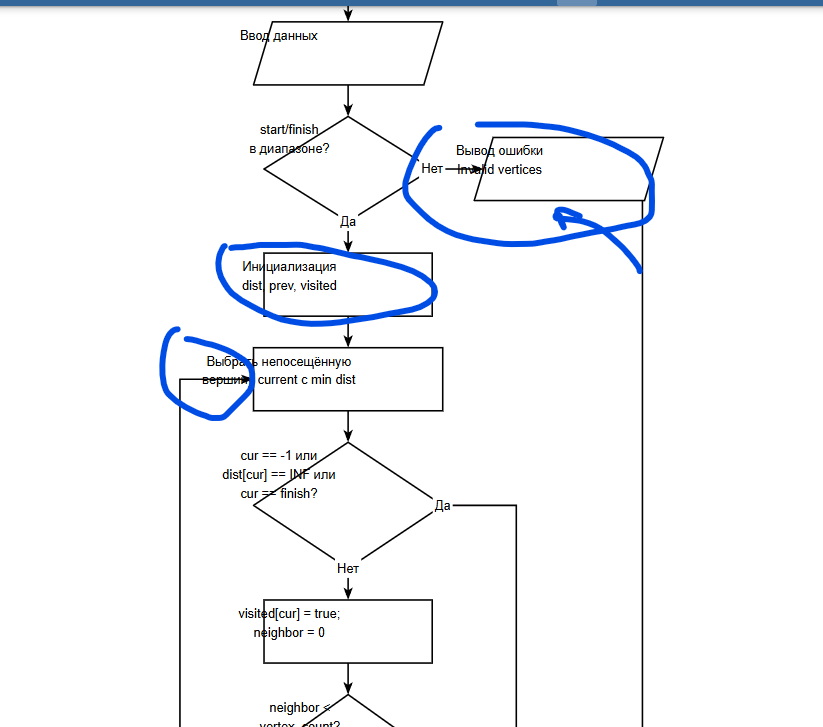 Ввод данных
start/finish
в диапазоне?
Нет
Вывод ошибки
Invalid vertices
Да
Инициализация
dist, prev, visited
Выбрать непосещённую
вершину current с min dist
cur == -1 или
dist[cur] == INF или
cur == finish?
Да
Нет
visited[cur] = true;
neighbor = 0
neighbor <
vertex_count?